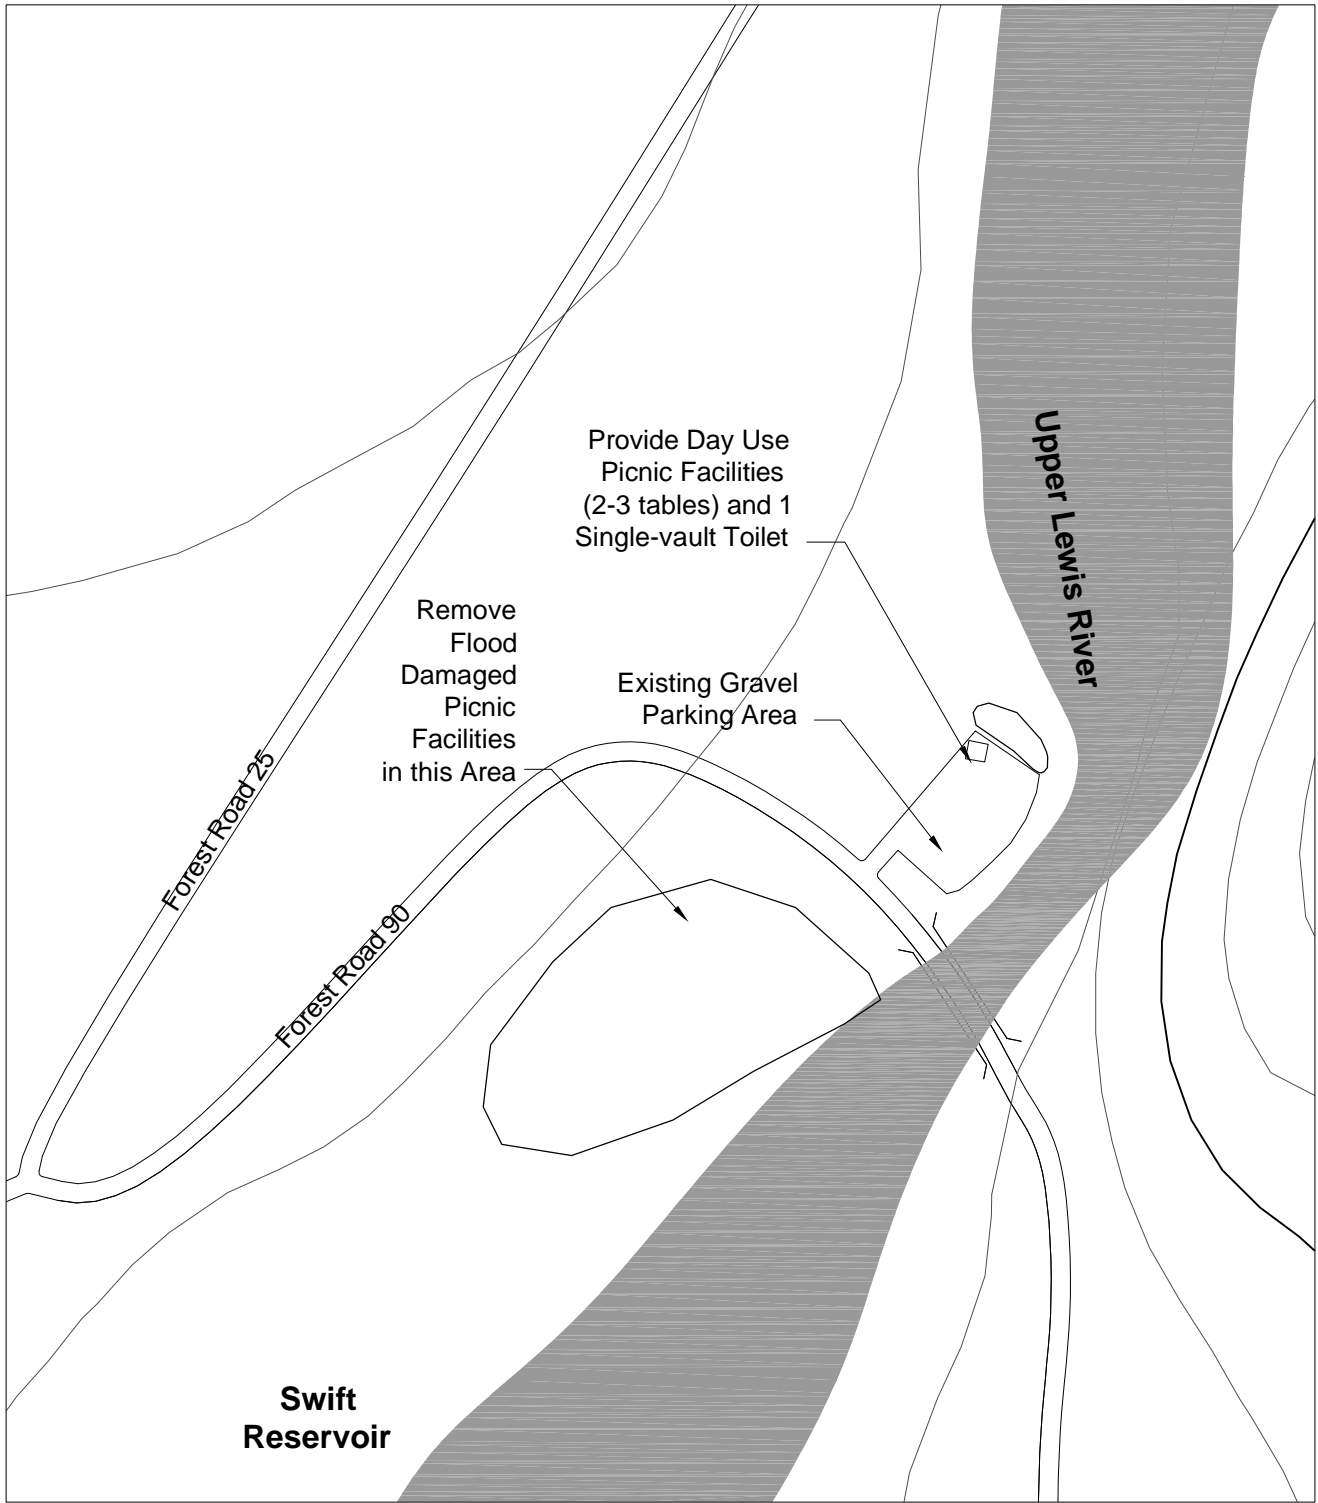 Provide Day Use
Picnic Facilities
(2-3 tables) and 1
Single-vault Toilet
Upper Lewis River
Remove
Flood
Damaged
Picnic
Facilities
in this Area
Existing Gravel
Parking Area
Forest Road 25
Forest Road 90
Swift
Reservoir